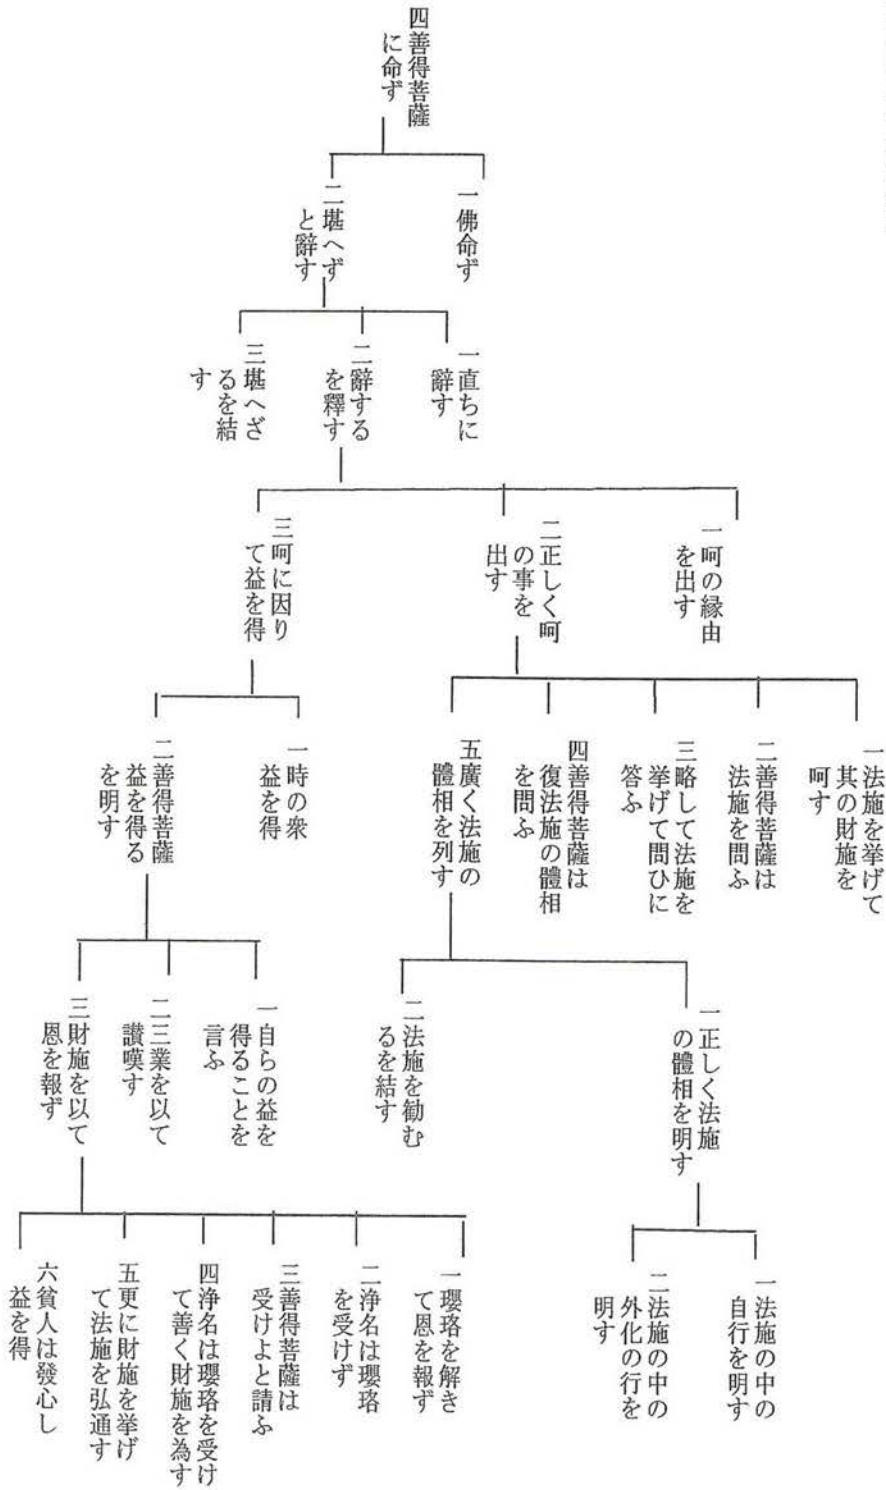 四善得菩薩
に命ず
一佛命ず
二堪へず
と辭す
一直ちに
辭す
二辭する
を釋す
三堪へざ
るを結
す
一呵の縁由
を出す
二正しく呵
の事を
出す
三呵に因り
て益を得
一法施を挙げて
其の財施を
呵す
二善得菩薩は
法施を問ふ
三略して法施を
挙げて問ひに
答ふ
四善得菩薩は
復法施の體相
を問ふ
五廣く法施の
體相を列す
一時の衆
益を得
二善得菩薩
益を得る
を明す
一正しく法施
の體相を明す
二法施を勧む
るを結す
一自らの益を
得ることを
言ふ
二三業を以て
讃嘆す
三財施を以て
恩を報ず
一法施の中の
自行を明す
二法施の中の
外化の行を
明す
一瓔珞を解き
て恩を報ず
二浄名は瓔珞
を受けず
三善得菩薩は
受けよと請ふ
四浄名は瓔珞を受け
て善く財施を為す
五更に財施を挙げ
て法施を弘通す
六貧人は發心し
益を得